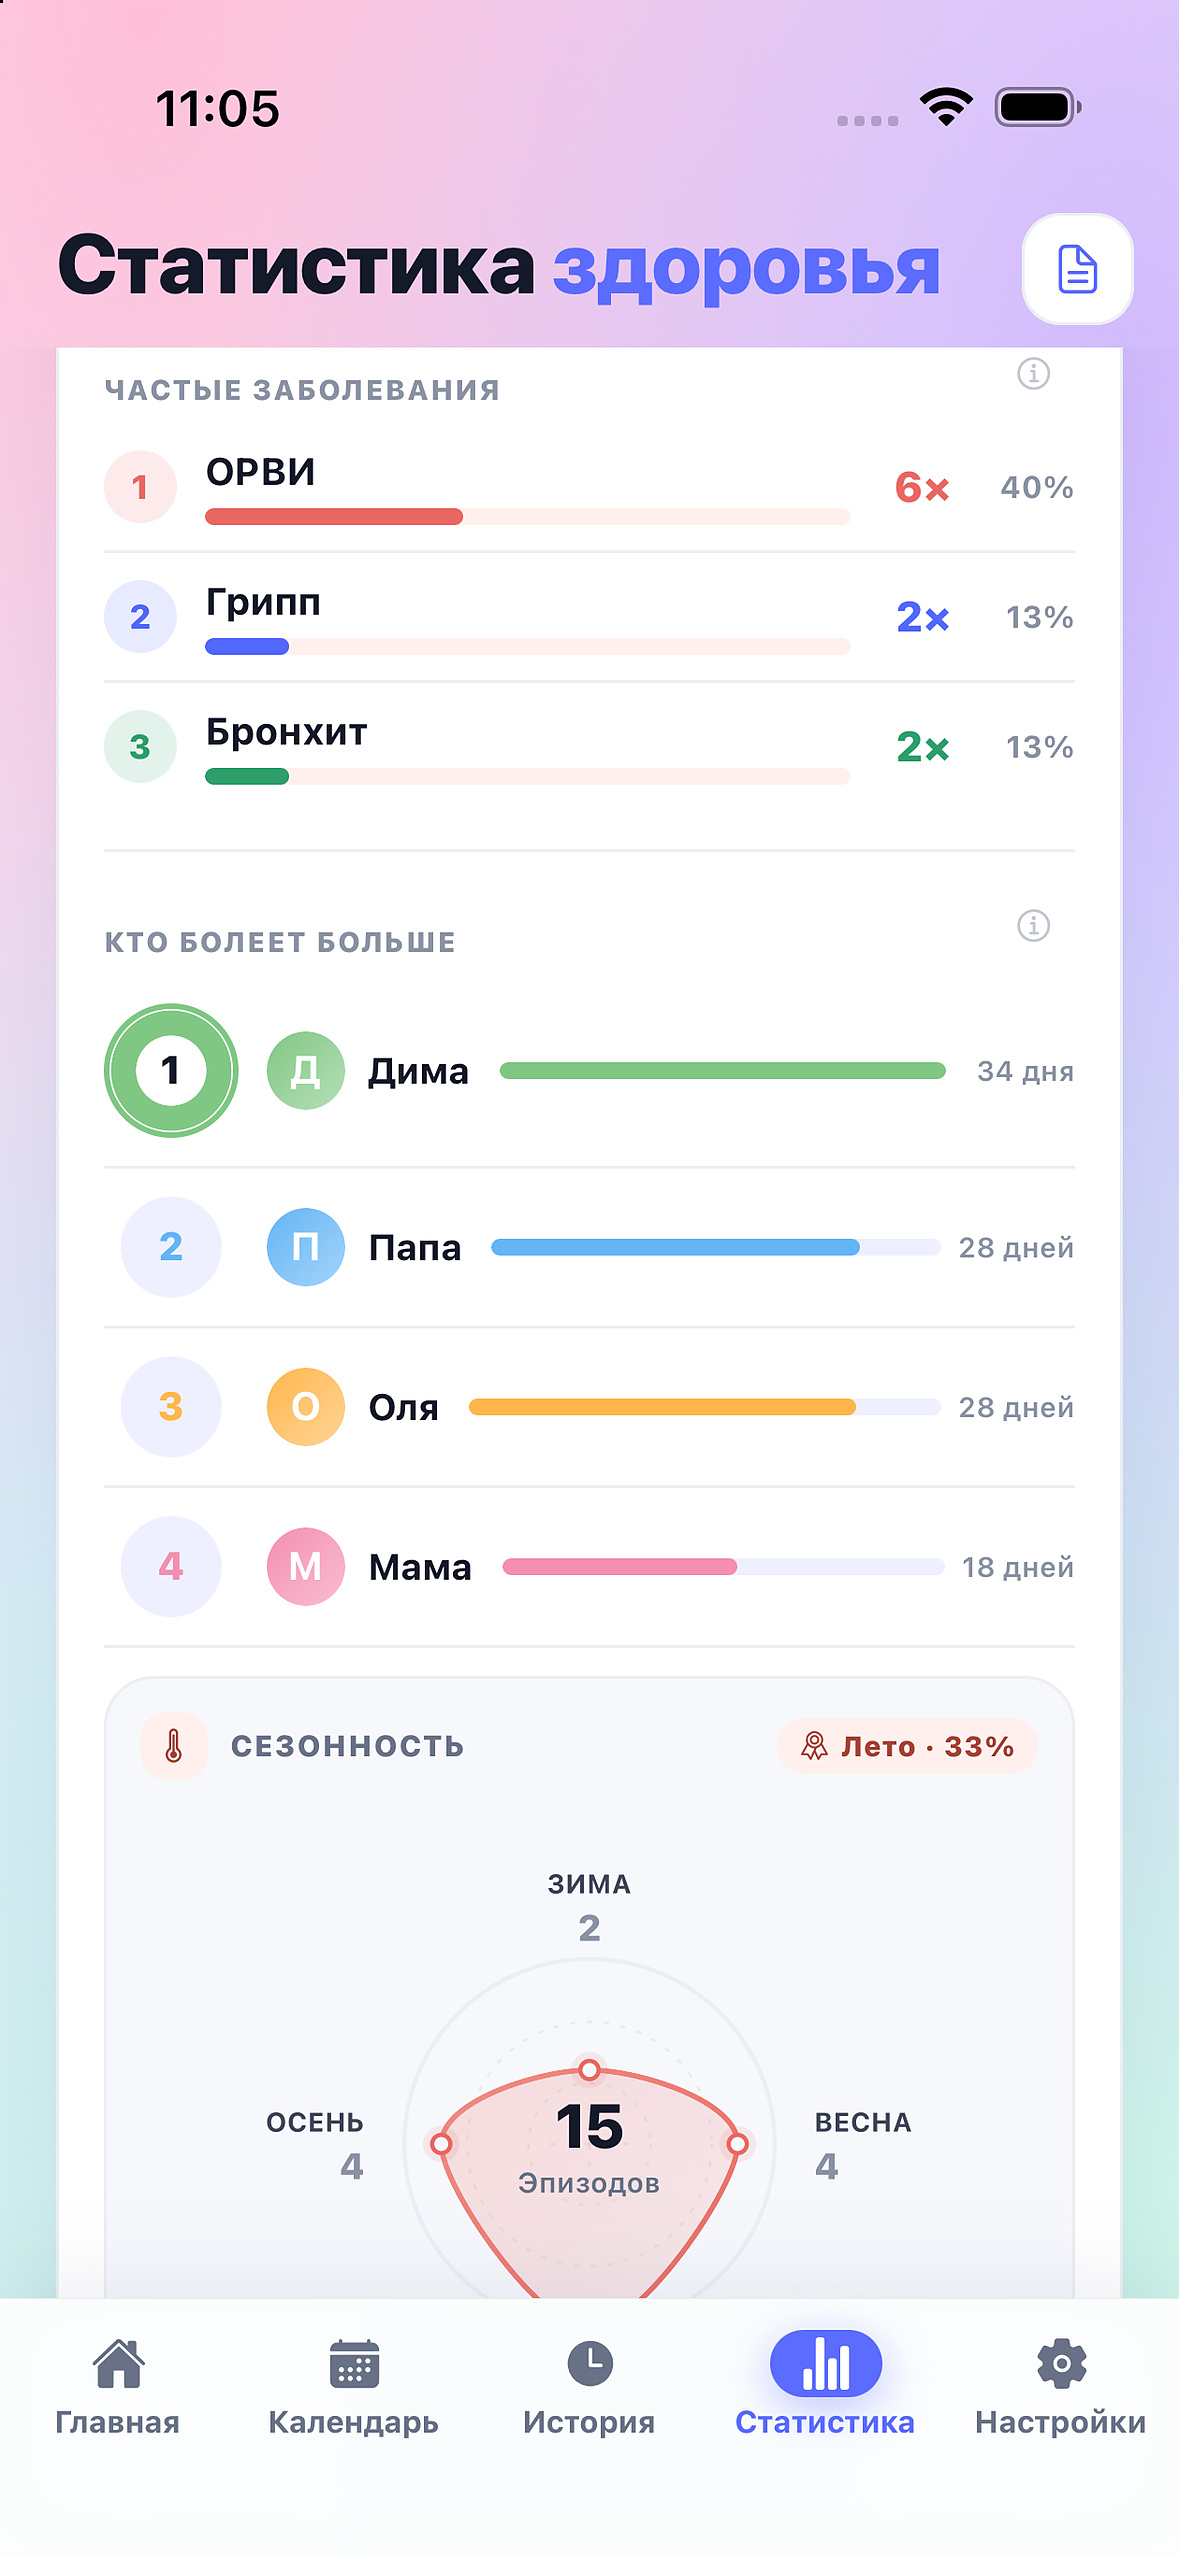 11:05
Статистика здоровья
ЧАСТЫЕ ЗАБОЛЕВАНИЯ
1 ОРВИ 6× 40%
2 Грипп 2× 13%
3 Бронхит 2× 13%
КТО БОЛЕЕТ БОЛЬШЕ
1 Д Дима 34 дня
2 П Папа 28 дней
3 О Оля 28 дней
4 М Мама 18 дней
СЕЗОННОСТЬ Лето · 33%
ЗИМА
2
ОСЕНЬ
4
15
Эпизодов
ВЕСНА
4
Главная Календарь История Статистика Настройки